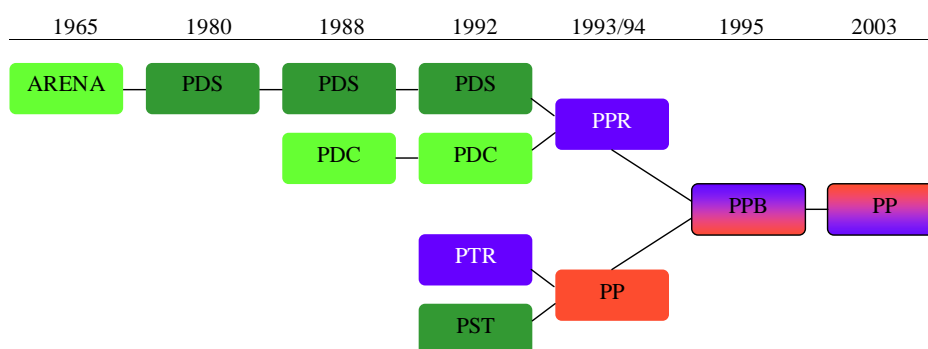 1965 1980 1988 1992 1993/94 1995 2003
ARENA PDS PDS PDS
PPR
PDC PDC
PPB PP
PTR
PP
PST